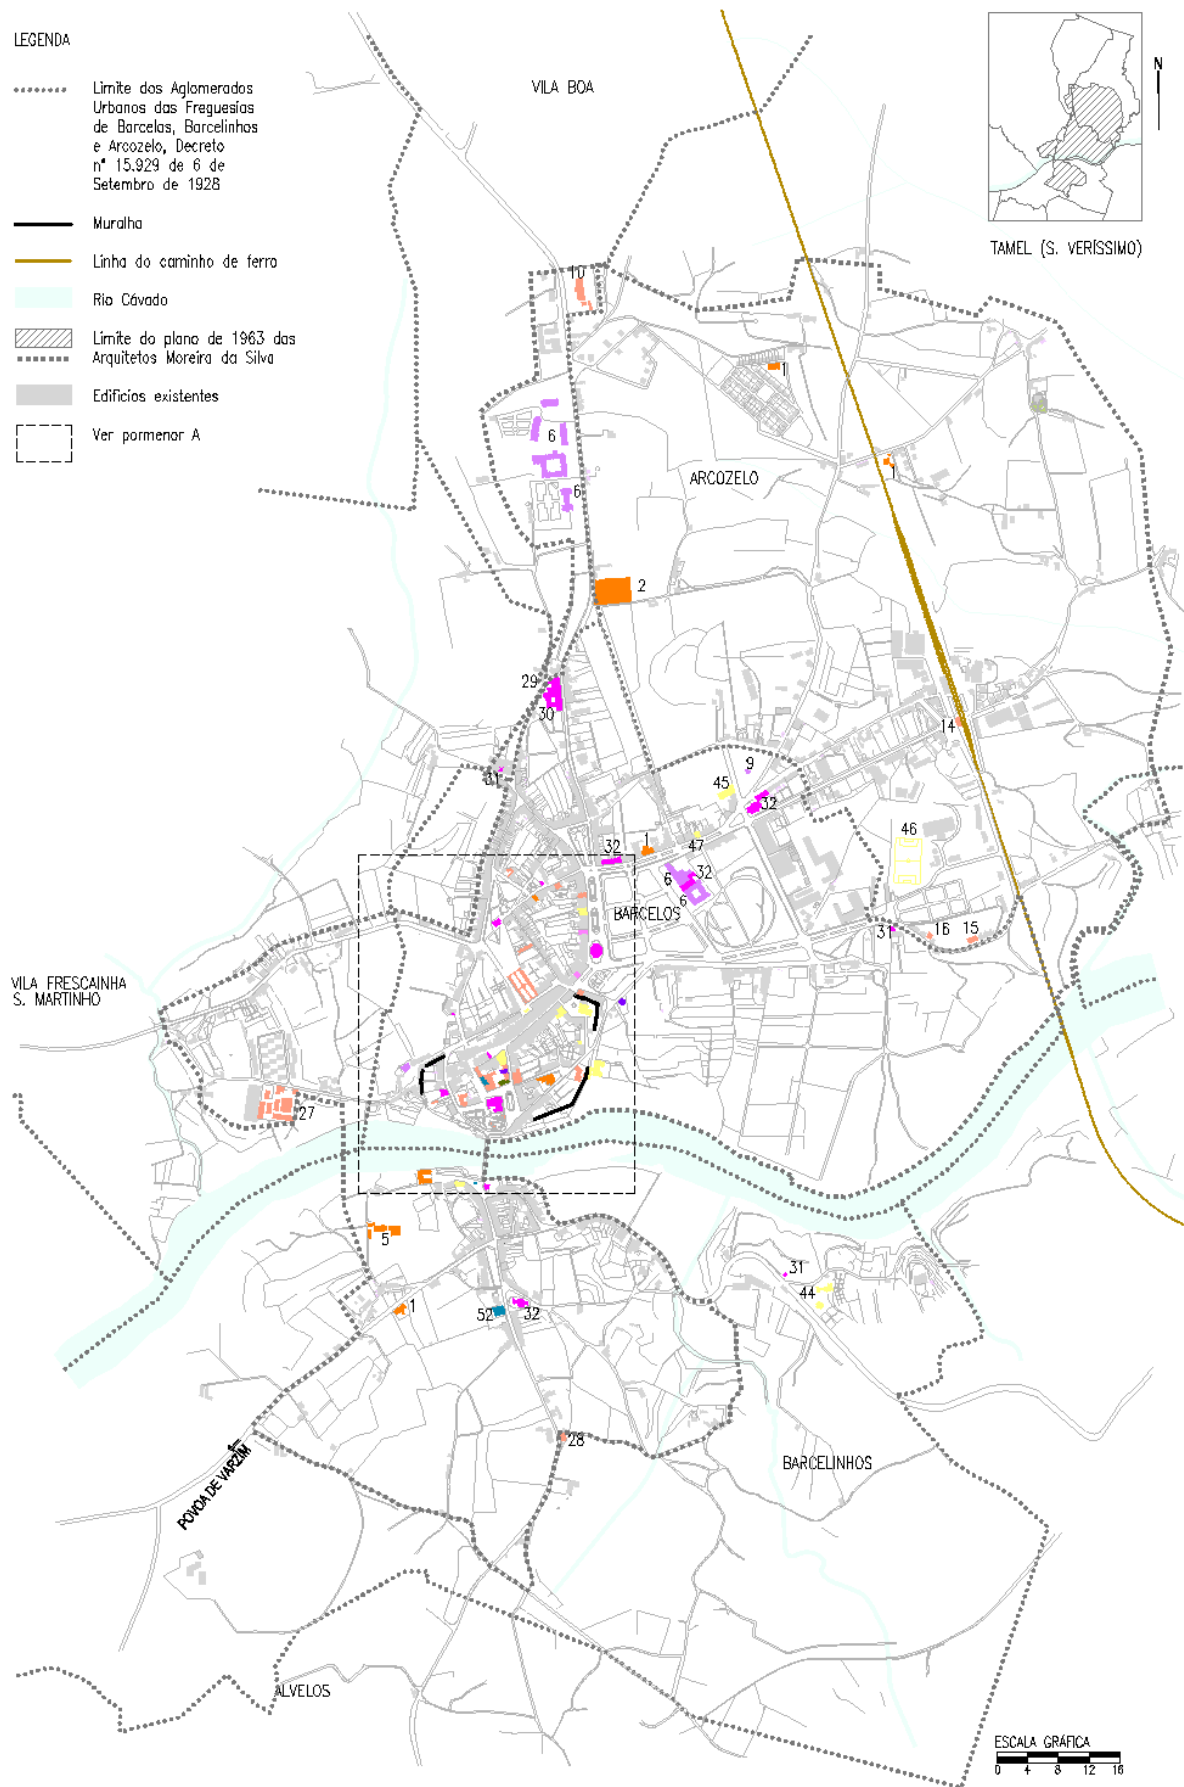 LEGENDA
Limite dos Aglomerados
Urbanos das Freguesias
de Barcelos, Barcelinhos
e Arcozelo, Decreto
nº 15.929 de 6 de
Setembro de 1928
Muralha
Linha do caminho de ferro
Rio Cávado
Limite do plano de 1963 dos
Arquitetos Moreira da Silva
Edificios existentes
Ver pormenor A
VILA BOA
N
TAMEL (S. VERÍSSIMO)
10
1
6
ARCOZELO
1
6
2
29
30
14
31
9
45
32
46
1
47
32
32
6
6
BARCELOS
31
16
15
VILA FRESCAINHA
S. MARTINHO
27
5
31
44
1
52
32
28
BARCELINHOS
POVOA DE VARZIM
ALVELOS
ESCALA GRÁFICA
0 4 8 12 16